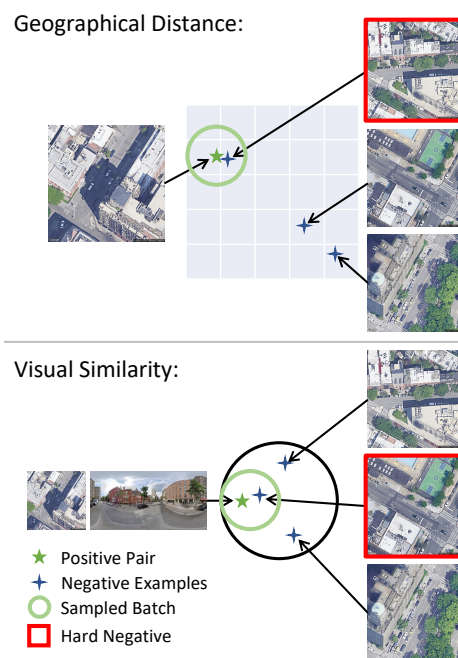 Geographical Distance:
Visual Similarity:
Positive Pair
Negative Examples
Sampled Batch
Hard Negative